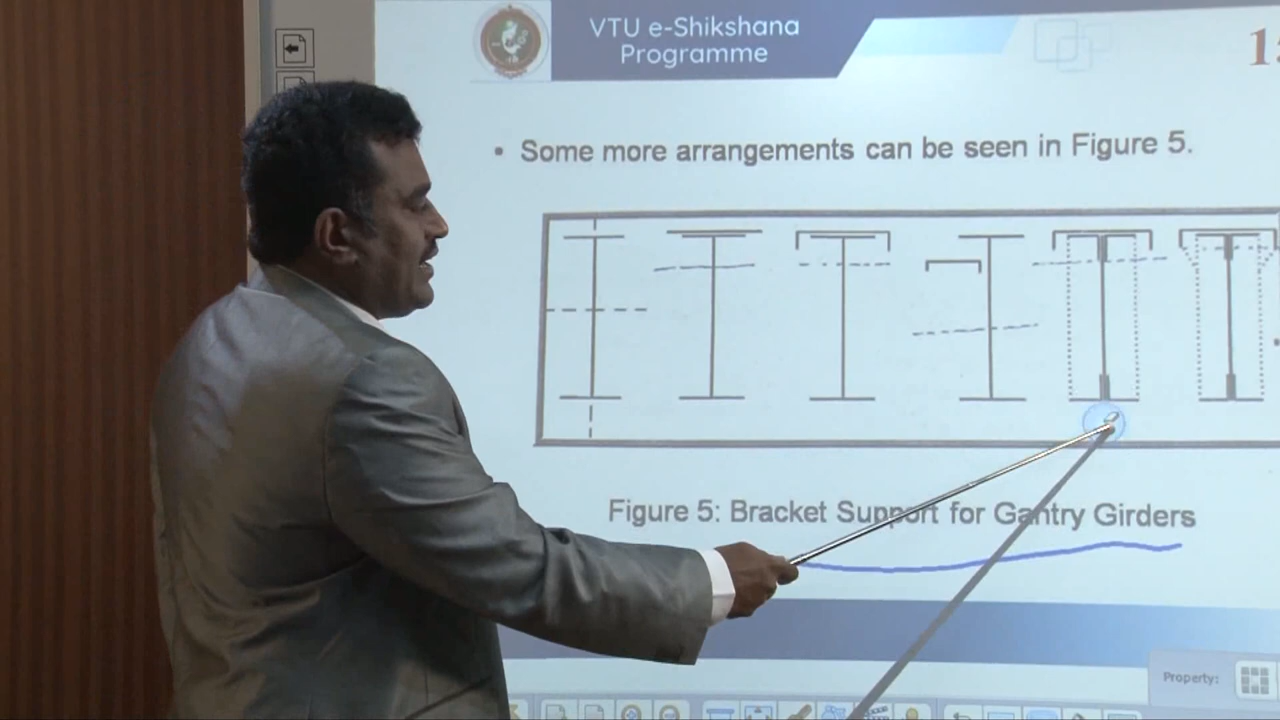 VTU e-Shikshana
Programme
• Some more arrangements can be seen in Figure 5.
Figure 5: Bracket Support for Gantry Girders
Property: